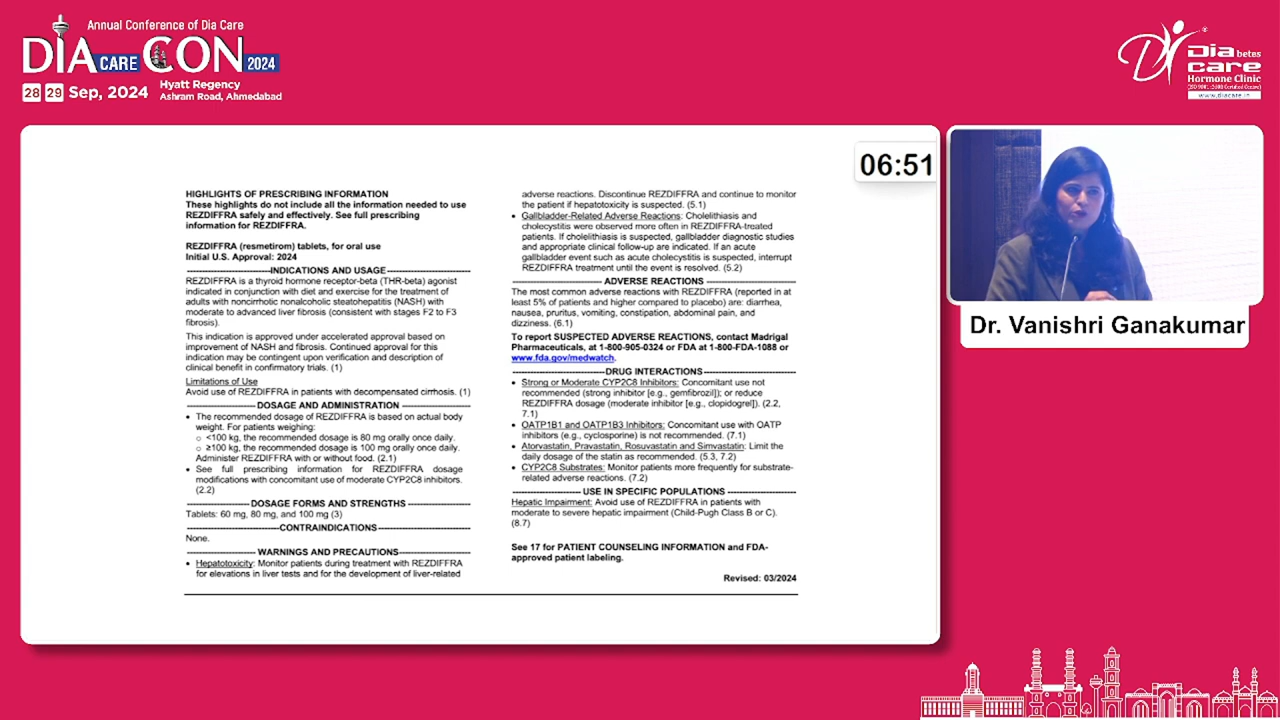 Annual Conference of Dia Care
DIA CARE CON 2024
28 29 Sep, 2024
Hyatt Regency
Ashram Road, Ahmedabad
Diabetes
care
Hormone Clinic
www.diacare.in
06:51
HIGHLIGHTS OF PRESCRIBING INFORMATION
These highlights do not include all the information needed to use
REZDIFFRA safely and effectively. See full prescribing
information for REZDIFFRA.
REZDIFFRA (resmetirom) tablets, for oral use
Initial U.S. Approval: 2024
---INDICATIONS AND USAGE---
REZDIFFRA is a thyroid hormone receptor-beta (THR-beta) agonist
indicated in conjunction with diet and exercise for the treatment of
adults with noncirrhotic nonalcoholic steatohepatitis (NASH) with
moderate to advanced liver fibrosis (consistent with stages F2 to F3
fibrosis).
This indication is approved under accelerated approval based on
improvement of NASH and fibrosis. Continued approval for this
indication may be contingent upon verification and description of
clinical benefit in confirmatory trials. (1)
Limitations of Use
Avoid use of REZDIFFRA in patients with decompensated cirrhosis. (1)
---DOSAGE AND ADMINISTRATION---
• The recommended dosage of REZDIFFRA is based on actual body
weight. For patients weighing:
o <100 kg, the recommended dosage is 80 mg orally once daily.
o ≥100 kg, the recommended dosage is 100 mg orally once daily.
Administer REZDIFFRA with or without food. (2.1)
• See full prescribing information for REZDIFFRA dosage
modifications with concomitant use of moderate CYP2C8 inhibitors.
(2.2)
---DOSAGE FORMS AND STRENGTHS---
Tablets: 60 mg, 80 mg, and 100 mg (3)
---CONTRAINDICATIONS---
None.
---WARNINGS AND PRECAUTIONS---
• Hepatotoxicity: Monitor patients during treatment with REZDIFFRA
for elevations in liver tests and for the development of liver-related
adverse reactions. Discontinue REZDIFFRA and continue to monitor
the patient if hepatotoxicity is suspected. (5.1)
• Gallbladder-Related Adverse Reactions: Cholelithiasis and
cholecystitis were observed more often in REZDIFFRA-treated
patients. If cholelithiasis is suspected, gallbladder diagnostic studies
and appropriate clinical follow-up are indicated. If an acute
gallbladder event such as acute cholecystitis is suspected, interrupt
REZDIFFRA treatment until the event is resolved. (5.2)
---ADVERSE REACTIONS---
The most common adverse reactions with REZDIFFRA (reported in at
least 5% of patients and higher compared to placebo) are: diarrhea,
nausea, pruritus, vomiting, constipation, abdominal pain, and
dizziness. (6.1)
To report SUSPECTED ADVERSE REACTIONS, contact Madrigal
Pharmaceuticals, at 1-800-905-0324 or FDA at 1-800-FDA-1088 or
www.fda.gov/medwatch.
---DRUG INTERACTIONS---
• Strong or Moderate CYP2C8 Inhibitors: Concomitant use not
recommended (strong inhibitor [e.g., gemfibrozil]); or reduce
REZDIFFRA dosage (moderate inhibitor [e.g., clopidogrel]). (2.2,
7.1)
• OATP1B1 and OATP1B3 Inhibitors: Concomitant use with OATP
inhibitors (e.g., cyclosporine) is not recommended. (7.1)
• Atorvastatin, Pravastatin, Rosuvastatin and Simvastatin: Limit the
daily dosage of the statin as recommended. (5.3, 7.2)
• CYP2C8 Substrates: Monitor patients more frequently for substrate-
related adverse reactions. (7.2)
---USE IN SPECIFIC POPULATIONS---
Hepatic Impairment: Avoid use of REZDIFFRA in patients with
moderate to severe hepatic impairment (Child-Pugh Class B or C).
(8.7)
See 17 for PATIENT COUNSELING INFORMATION and FDA-
approved patient labeling.
Revised: 03/2024
Dr. Vanishri Ganakumar